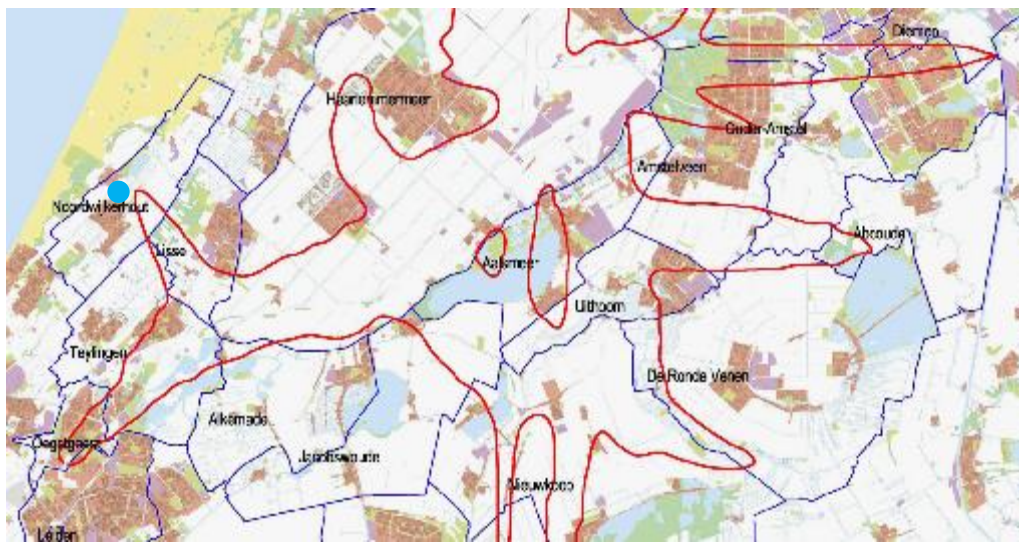 Diemen
Haarlemmermeer
Ouder-Amstel
Amstelveen
Noordwijkerhout
Abcoude
Lisse
Aalsmeer
Uithoorn
Teylingen
De Ronde Venen
Alkemade
Oegstgeest
Jacobswoude
Nieuwkoop
Leiden